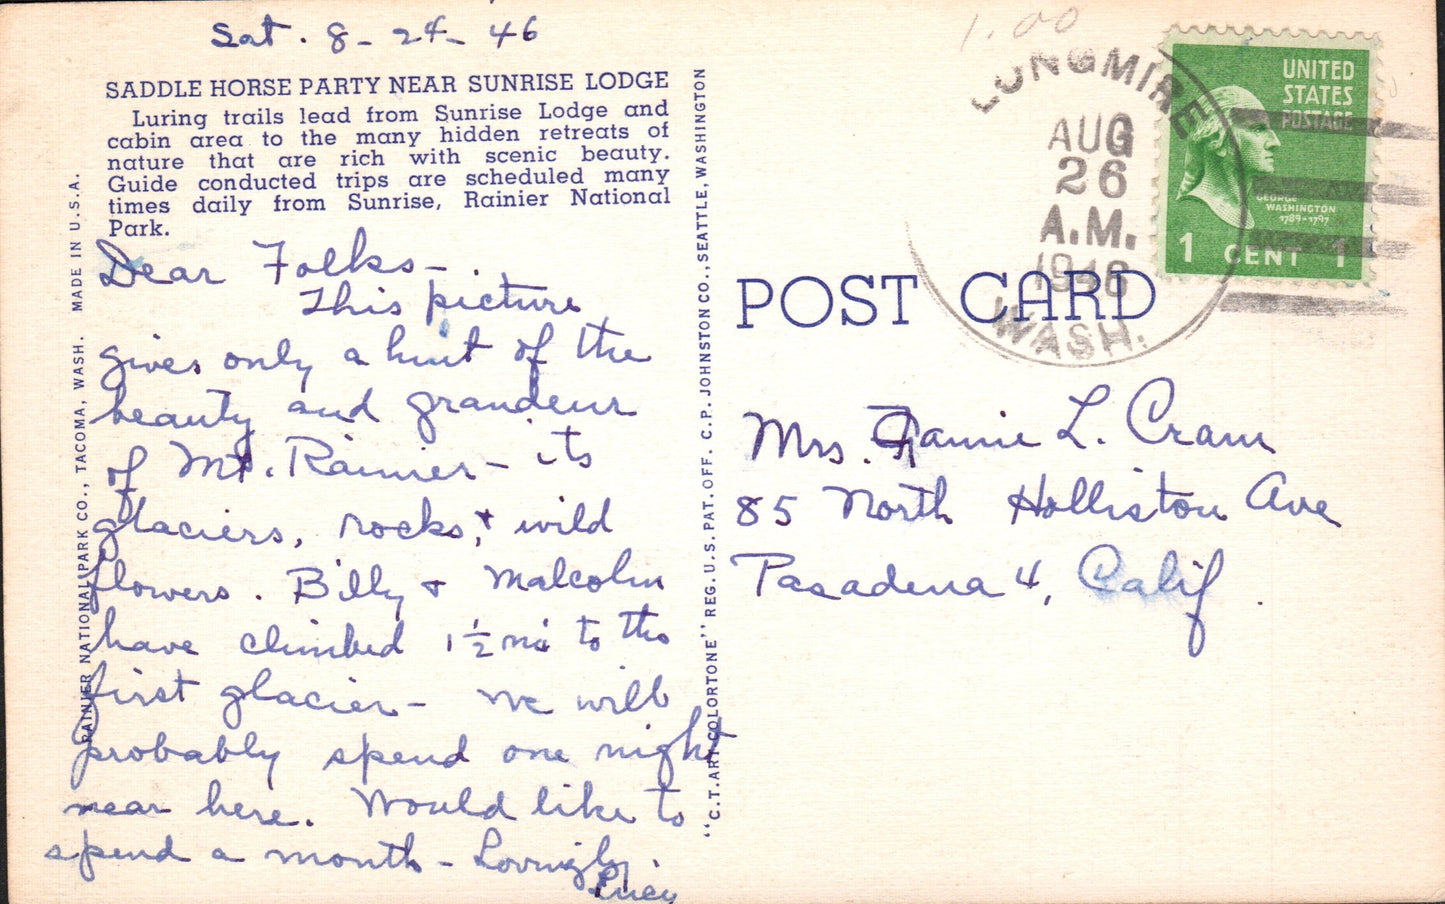 Sat. 8-24-46
1.00
SADDLE HORSE PARTY NEAR SUNRISE LODGE
Luring trails lead from Sunrise Lodge and
cabin area to the many hidden retreats of
nature that are rich with scenic beauty.
Guide conducted trips are scheduled many
times daily from Sunrise, Rainier National
Park.
Dear Folks-
This picture
gives only a hint of the
beauty and grandeur
of Mt. Rainier- its
glaciers, rocks, + wild
flowers. Billy + Malcolm
have climbed 1 1/2 mi to the
first glacier- We will
probably spend one night
near here. Would like to
spend a month - Lovingly,
Lucy
RAINIER NATIONAL PARK CO., TACOMA, WASH. MADE IN U.S.A.
"C.T. ART-COLORTONE" REG. U.S. PAT. OFF. C.P. JOHNSTON CO., SEATTLE, WASHINGTON
LONGMIRE
AUG
26
A.M.
1946
WASH.
UNITED
STATES
POSTAGE
GEORGE
WASHINGTON
1789-1797
1 CENT 1
POST CARD
Mrs. Fannie L. Cram
85 North Holliston Ave
Pasadena 4, Calif.